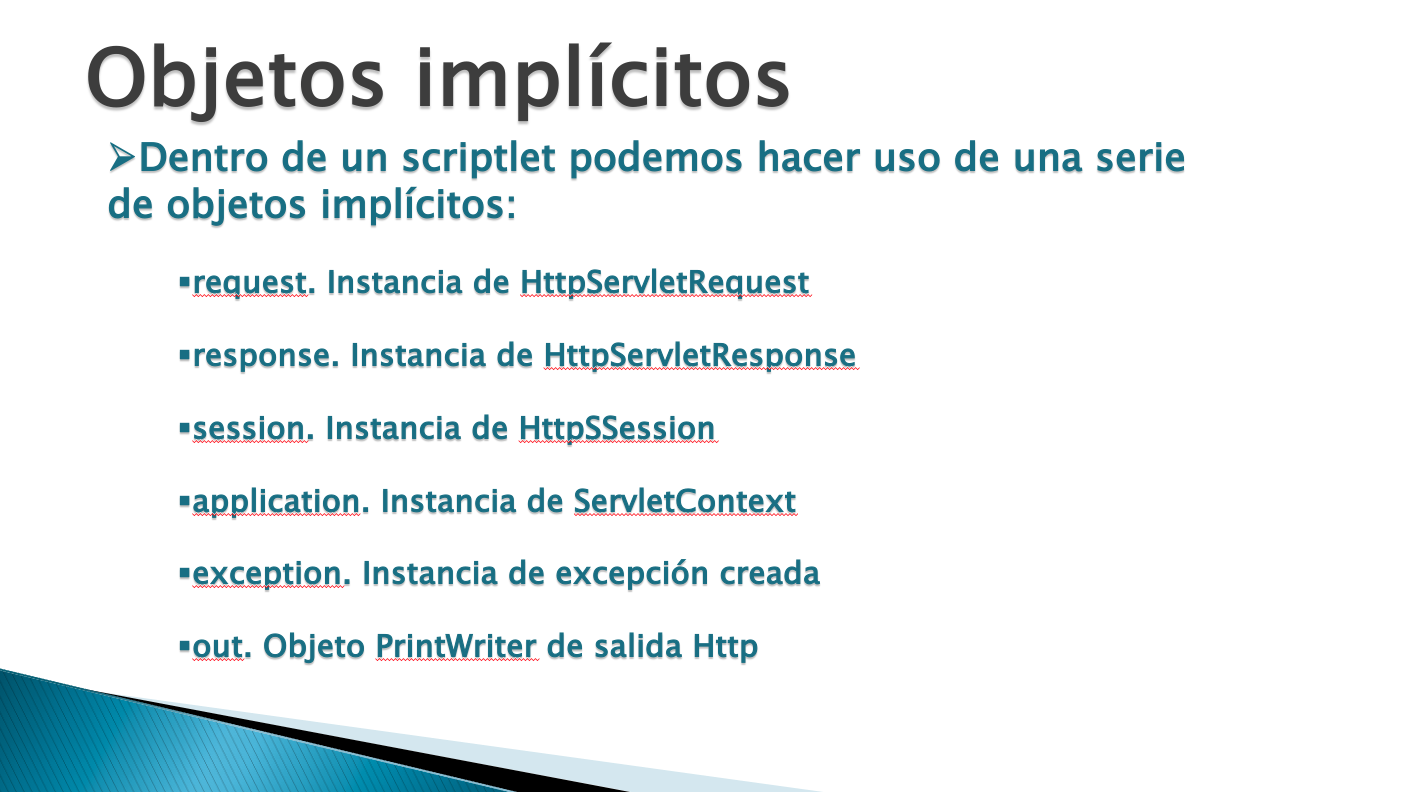 Objetos implícitos
➢Dentro de un scriptlet podemos hacer uso de una serie
de objetos implícitos:
▪request. Instancia de HttpServletRequest
▪response. Instancia de HttpServletResponse
▪session. Instancia de HttpSSession
▪application. Instancia de ServletContext
▪exception. Instancia de excepción creada
▪out. Objeto PrintWriter de salida Http